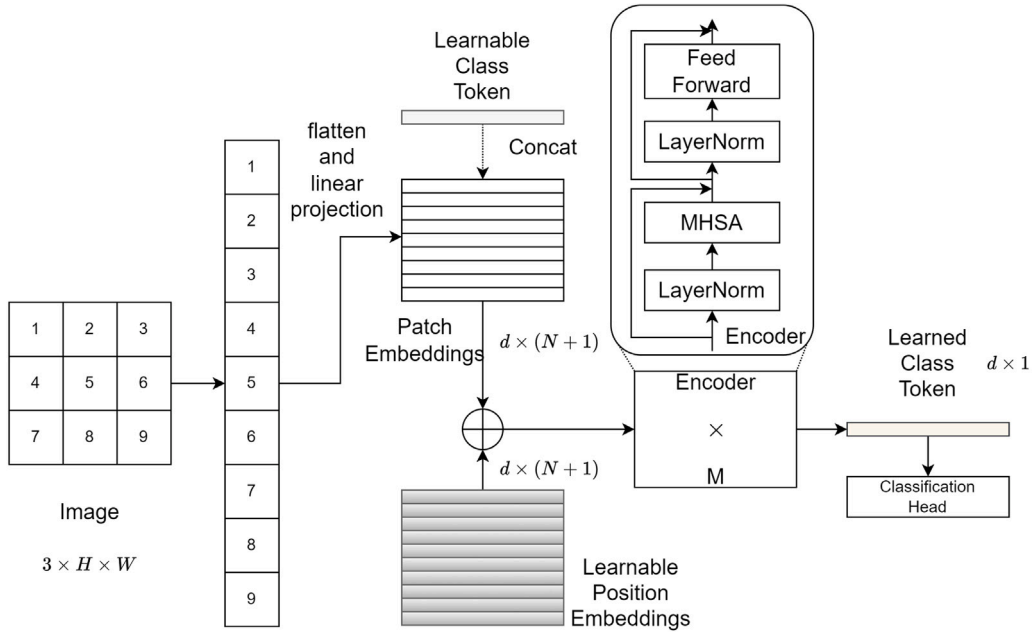 1 2 3
4 5 6
7 8 9
Image
3 × H × W
1
2
3
4
5
6
7
8
9
flatten
and
linear
projection
Learnable
Class
Token
Concat
Patch
Embeddings
d × (N + 1)
d × (N + 1)
Learnable
Position
Embeddings
Feed
Forward
LayerNorm
MHSA
LayerNorm
Encoder
Encoder
×
M
Learned
Class
Token
d × 1
Classification
Head